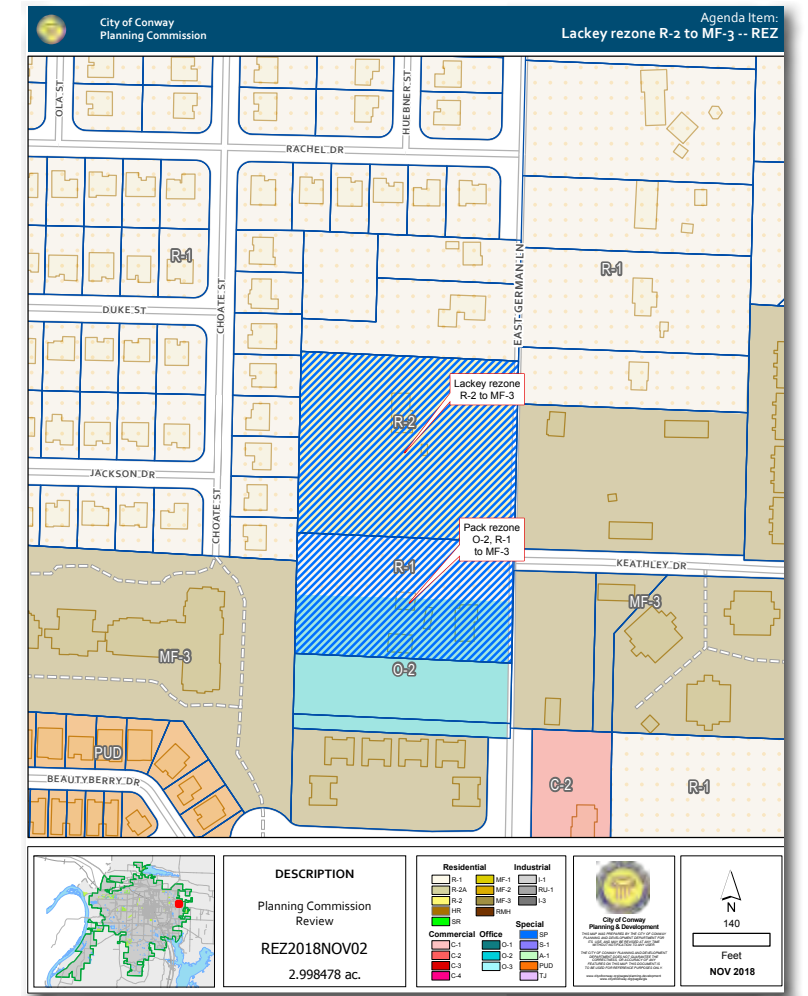 City of Conway
Planning Commission
Agenda Item:
Lackey rezone R-2 to MF-3 -- REZ
OLA ST
HUEBNER ST
RACHEL DR
R-1
CHOATE ST
EAST-GERMAN-LN
R-1
DUKE ST
Lackey rezone
R-2 to MF-3
R-2
JACKSON DR
CHOATE ST
Pack rezone
O-2, R-1
to MF-3
R-1
KEATHLEY DR
MF-3
MF-3
O-2
PUD
BEAUTYBERRY DR
C-2
R-1
DESCRIPTION
Planning Commission
Review
REZ2018NOV02
2.998478 ac.
Residential
R-1
R-2A
R-2
HR
SR
MF-1
MF-2
MF-3
RMH
Industrial
I-1
RU-1
I-3
Commercial
C-1
C-2
C-3
C-4
Office
O-1
O-2
O-3
Special
SP
S-1
A-1
PUD
TJ
City of Conway
Planning & Development
N
140
Feet
NOV 2018